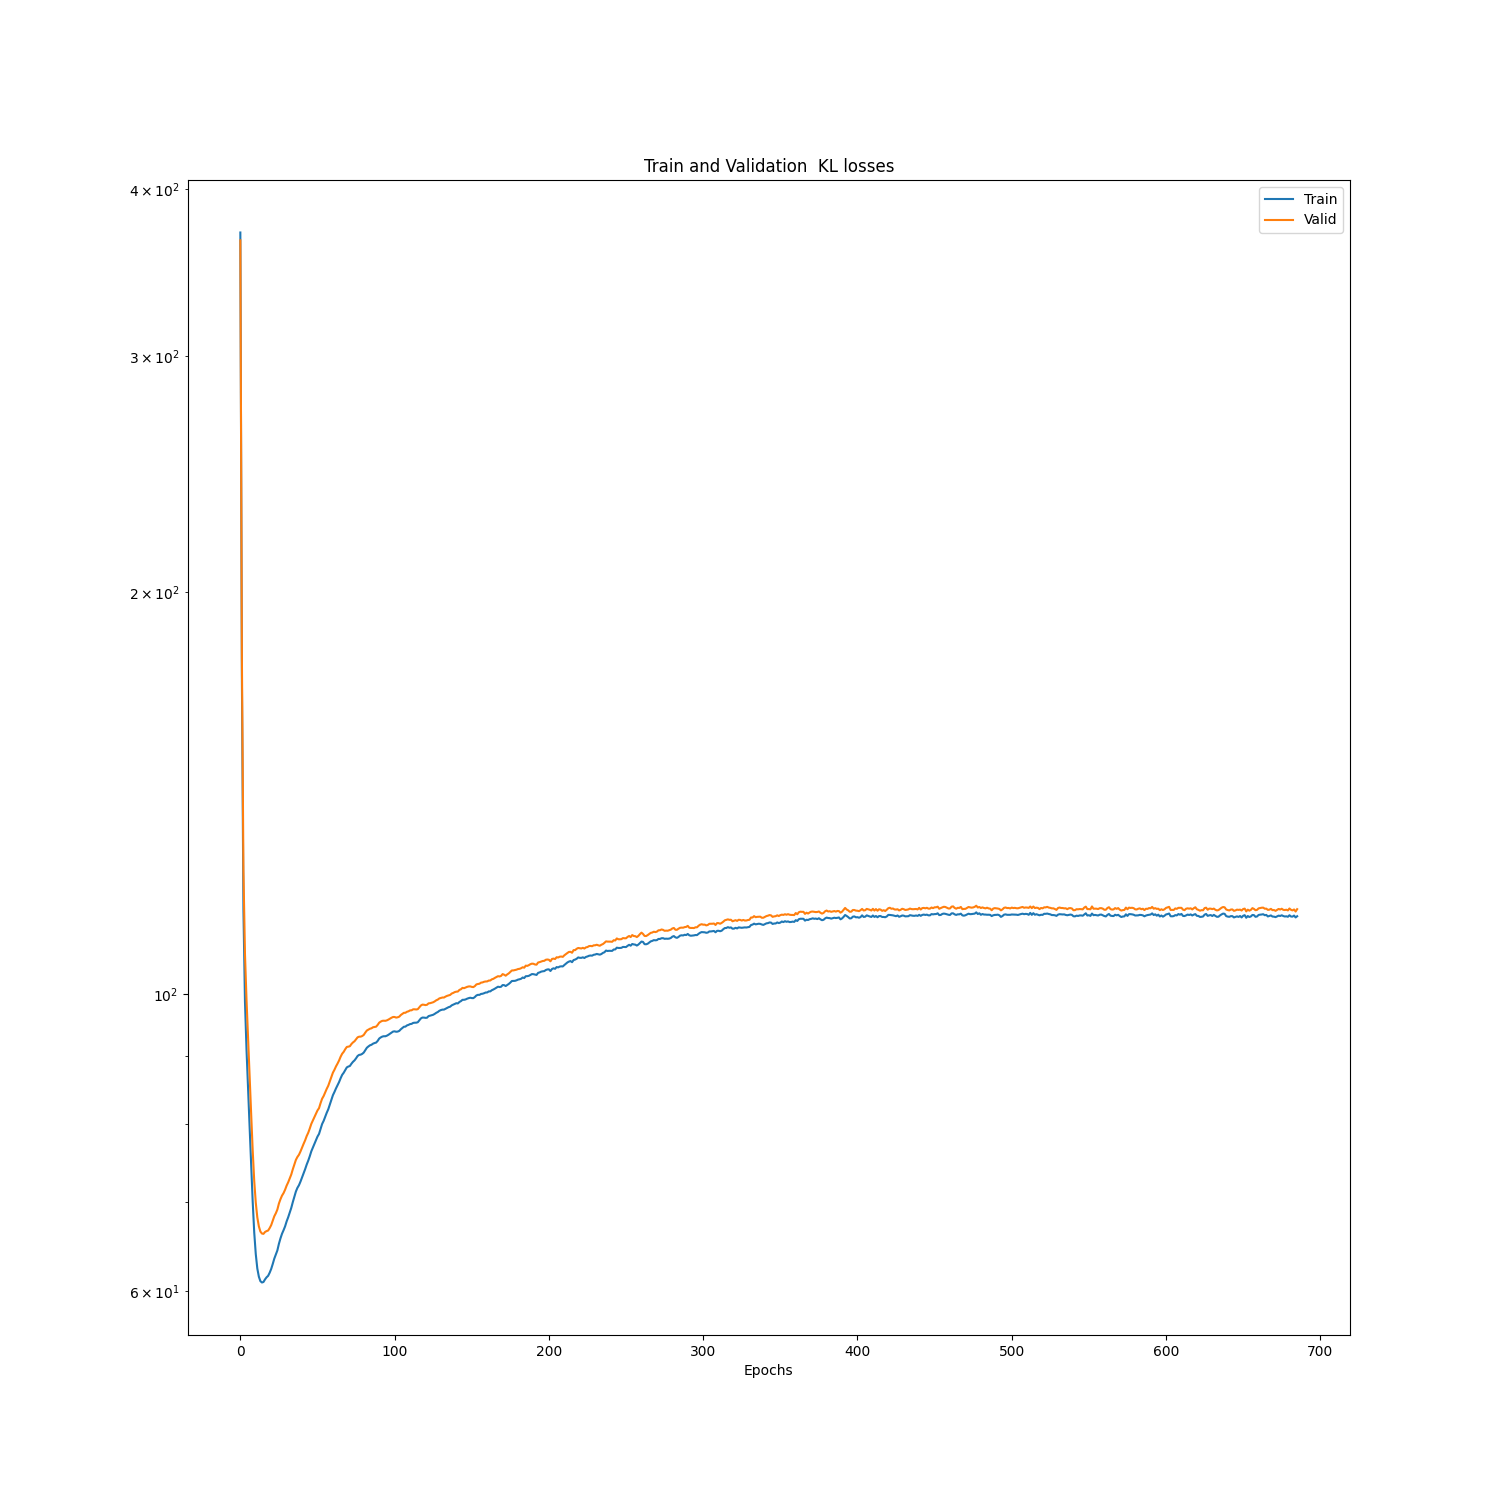 Train and Validation  KL losses
4 × 10²
3 × 10²
2 × 10²
10²
6 × 10¹
Train
Valid
0 100 200 300 400 500 600 700
Epochs